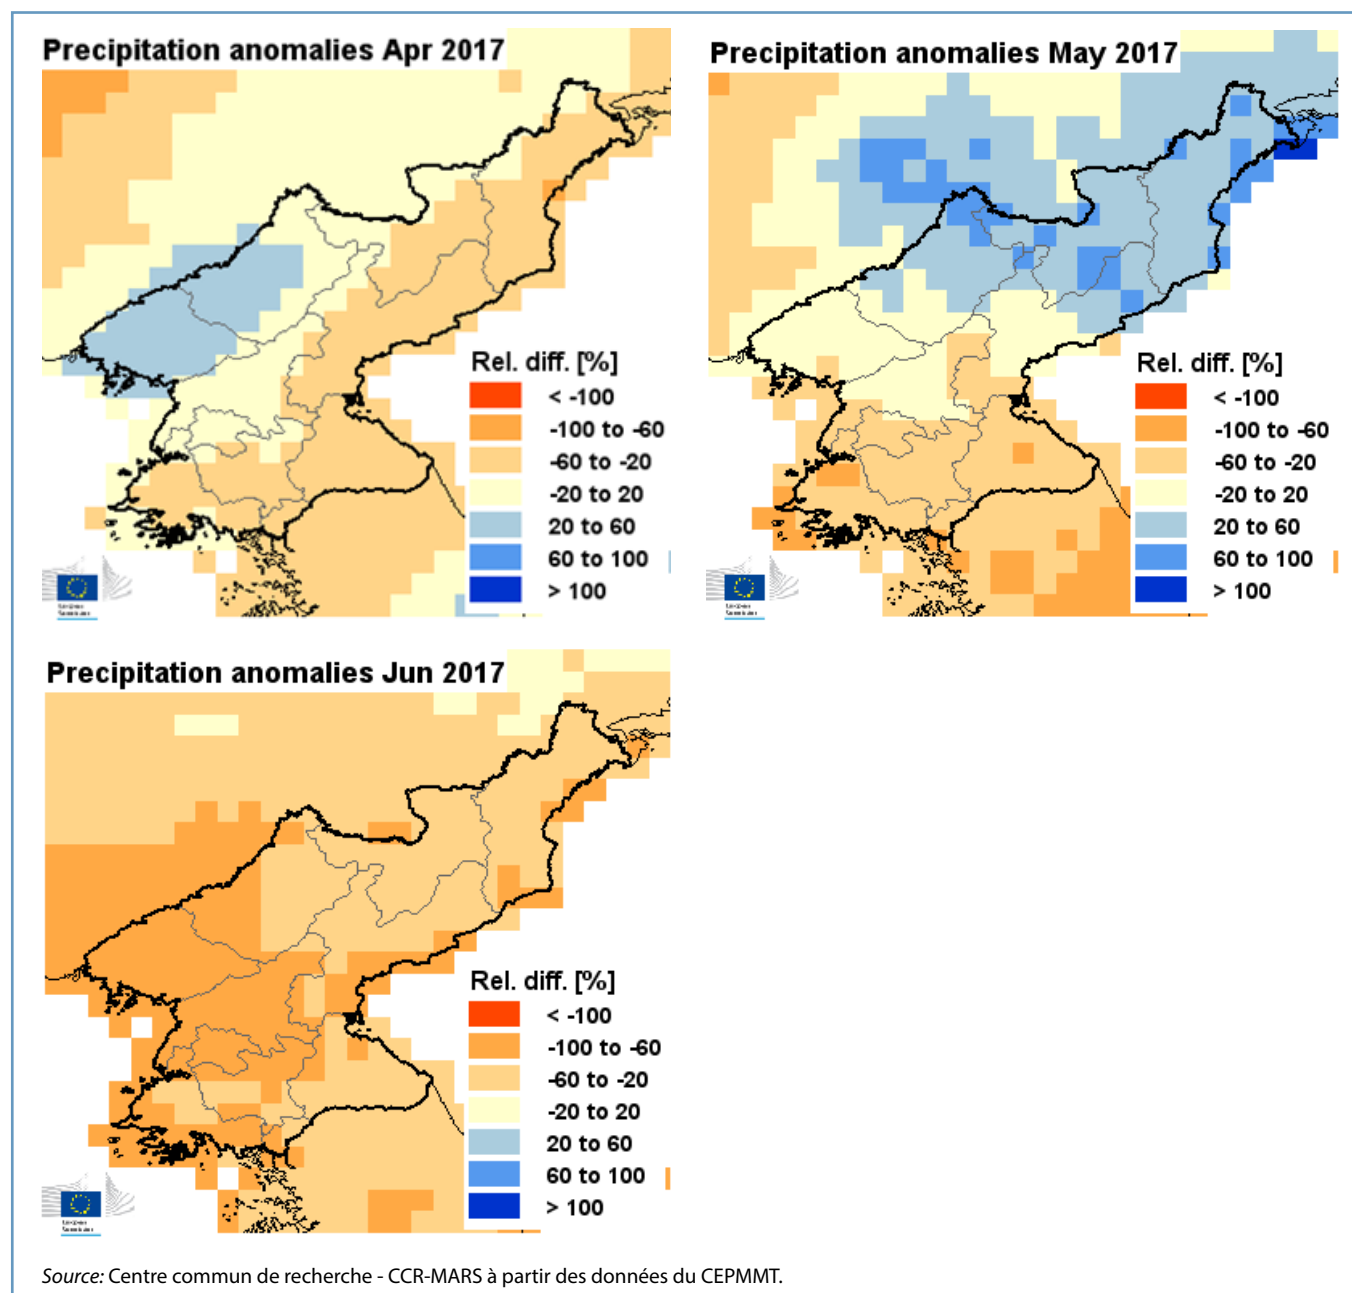 Precipitation anomalies Apr 2017
Rel. diff. [%]
< -100
-100 to -60
-60 to -20
-20 to 20
20 to 60
60 to 100
> 100
Precipitation anomalies May 2017
Rel. diff. [%]
< -100
-100 to -60
-60 to -20
-20 to 20
20 to 60
60 to 100
> 100
Precipitation anomalies Jun 2017
Rel. diff. [%]
< -100
-100 to -60
-60 to -20
-20 to 20
20 to 60
60 to 100
> 100
Source: Centre commun de recherche - CCR-MARS à partir des données du CEPMMT.